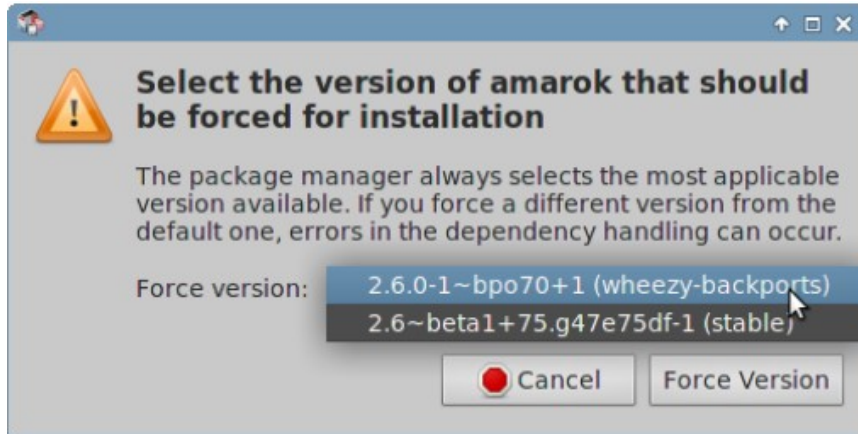 Select the version of amarok that should
be forced for installation
The package manager always selects the most applicable
version available. If you force a different version from the
default one, errors in the dependency handling can occur.
Force version:
2.6.0-1~bpo70+1 (wheezy-backports)
2.6~beta1+75.g47e75df-1 (stable)
Cancel
Force Version